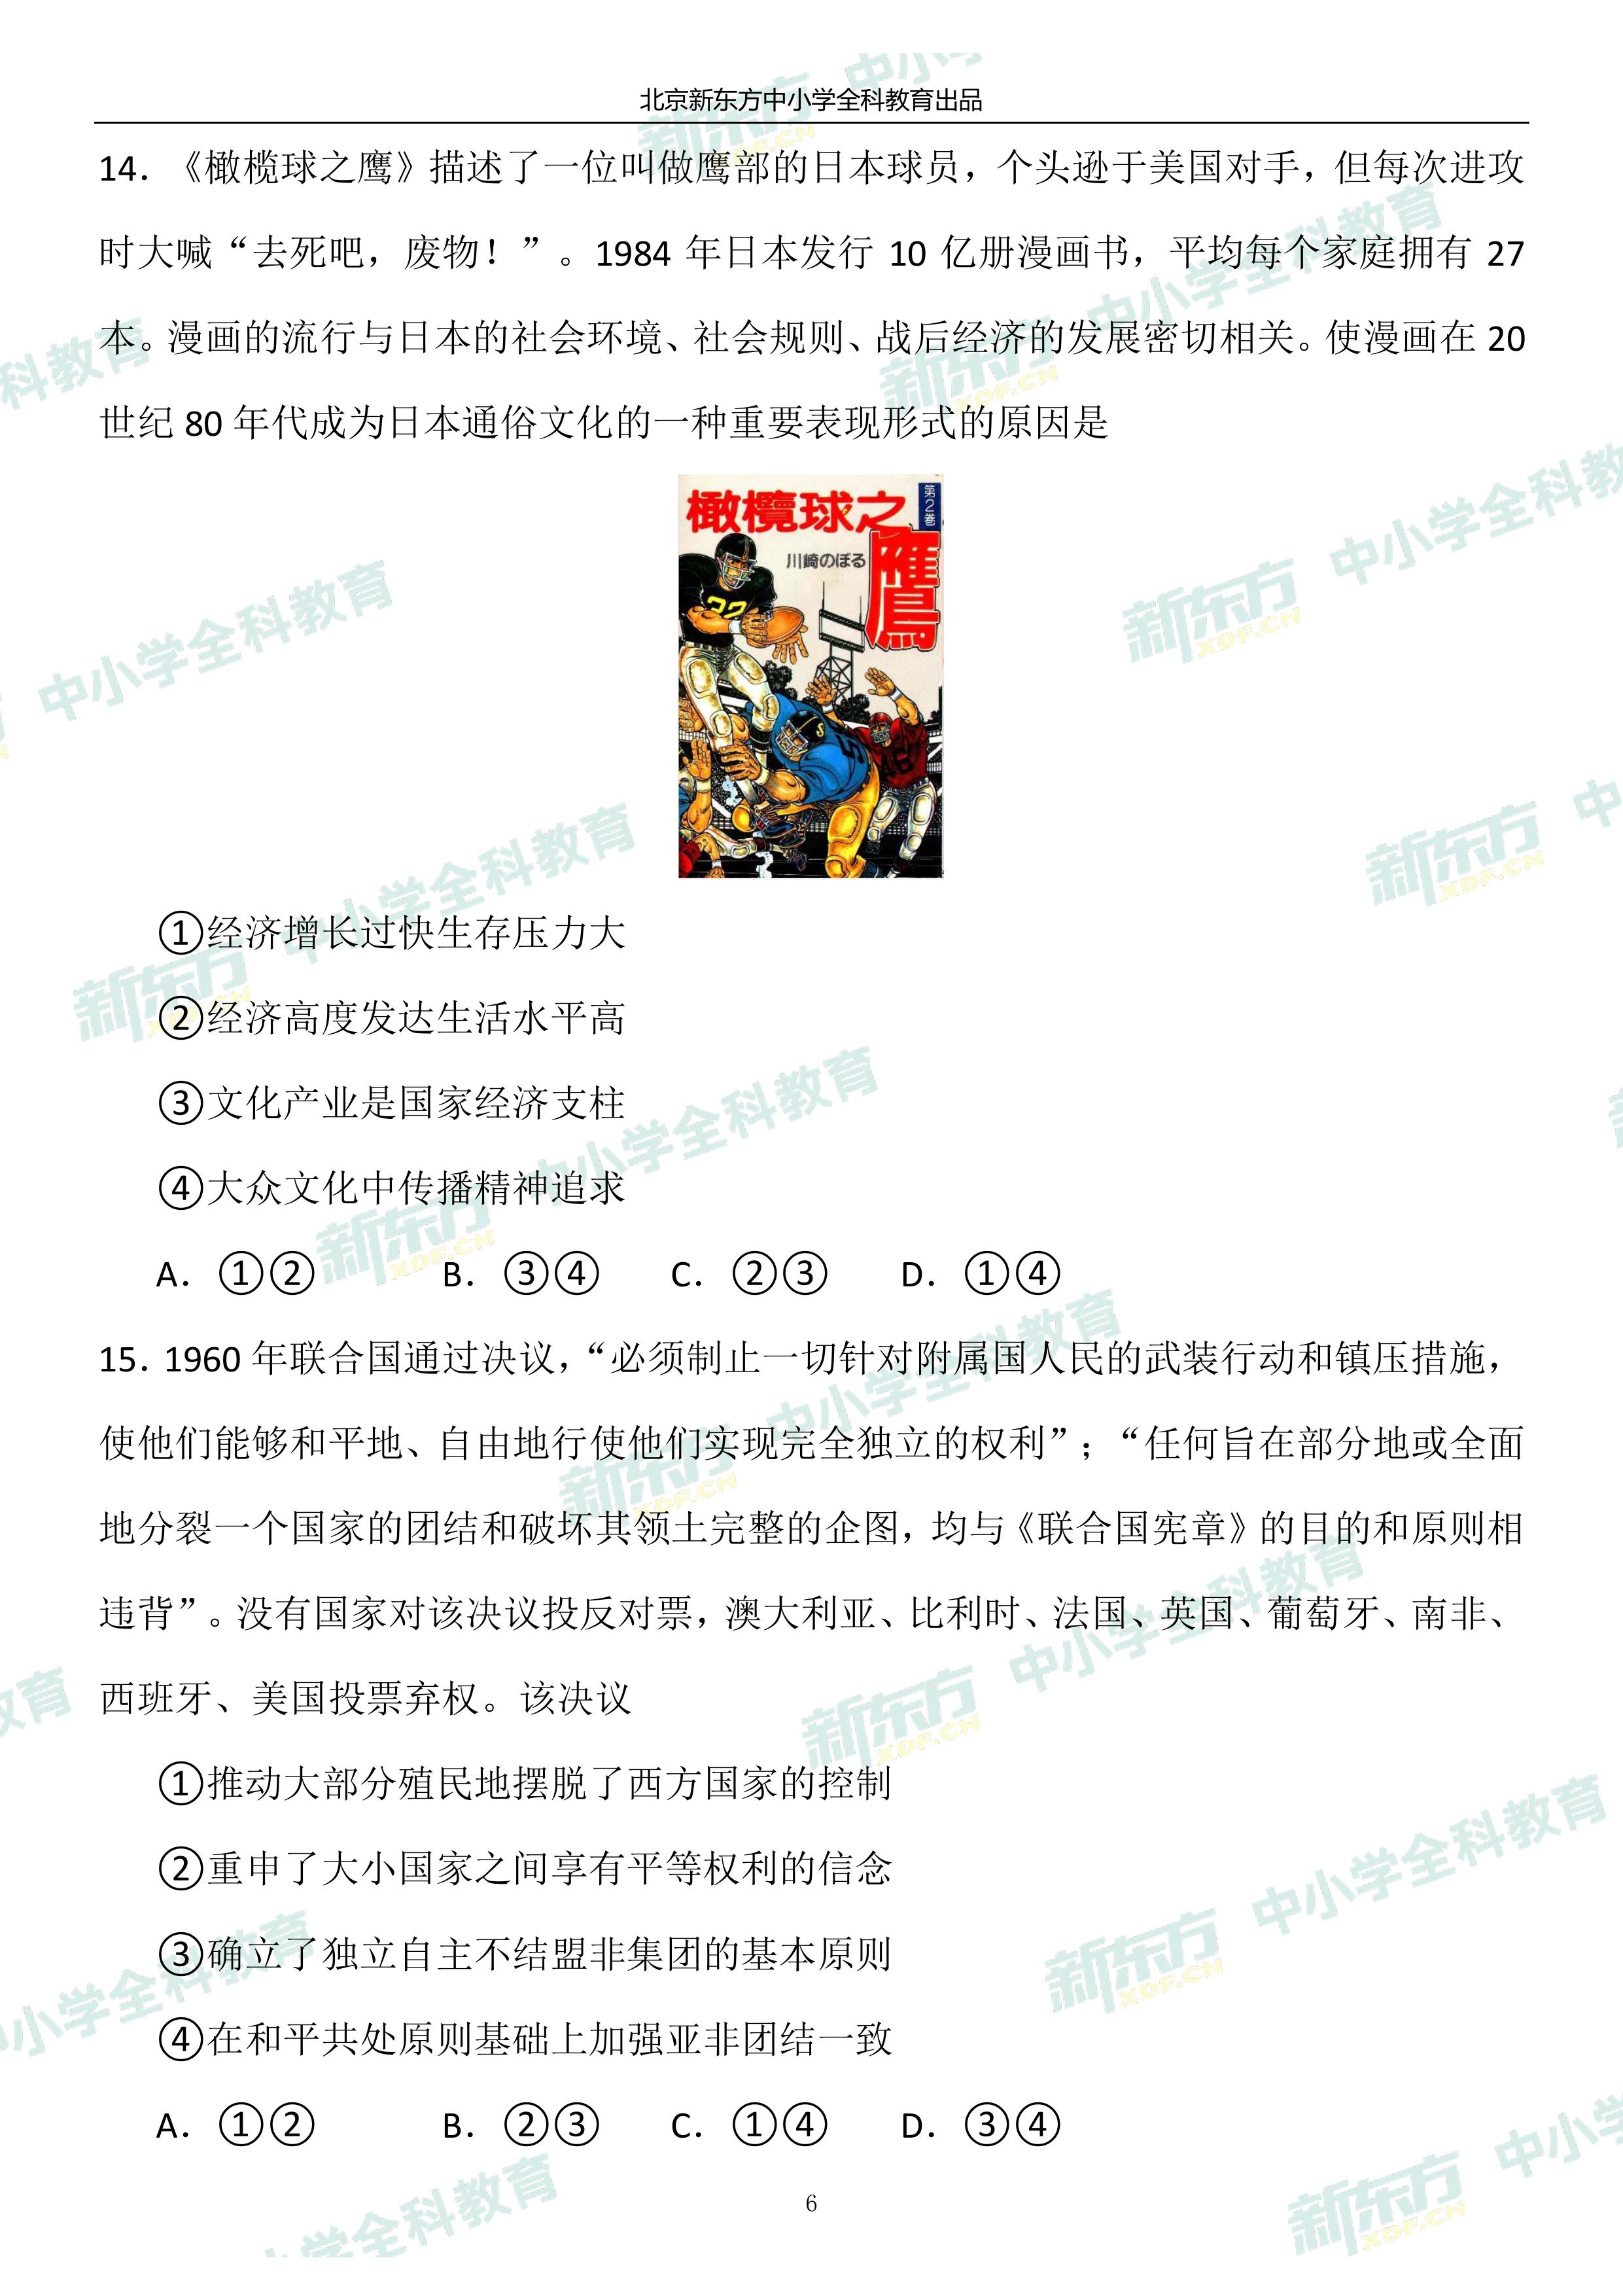 北京新东方中小学全科教育出品
14．《橄榄球之鹰》描述了一位叫做鹰部的日本球员，个头逊于美国对手，但每次进攻
时大喊“去死吧，废物！”。1984 年日本发行 10 亿册漫画书，平均每个家庭拥有 27
本。漫画的流行与日本的社会环境、社会规则、战后经济的发展密切相关。使漫画在 20
世纪 80 年代成为日本通俗文化的一种重要表现形式的原因是
橄欖球之鷹
第2卷
川崎のぼる
①经济增长过快生存压力大
②经济高度发达生活水平高
③文化产业是国家经济支柱
④大众文化中传播精神追求
A．①② B．③④ C．②③ D．①④
15．1960 年联合国通过决议，“必须制止一切针对附属国人民的武装行动和镇压措施，
使他们能够和平地、自由地行使他们实现完全独立的权利”；“任何旨在部分地或全面
地分裂一个国家的团结和破坏其领土完整的企图，均与《联合国宪章》的目的和原则相
违背”。没有国家对该决议投反对票，澳大利亚、比利时、法国、英国、葡萄牙、南非、
西班牙、美国投票弃权。该决议
①推动大部分殖民地摆脱了西方国家的控制
②重申了大小国家之间享有平等权利的信念
③确立了独立自主不结盟非集团的基本原则
④在和平共处原则基础上加强亚非团结一致
A．①② B．②③ C．①④ D．③④
6